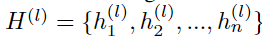 H^{(l)} = \{h_1^{(l)}, h_2^{(l)}, ..., h_n^{(l)}\}